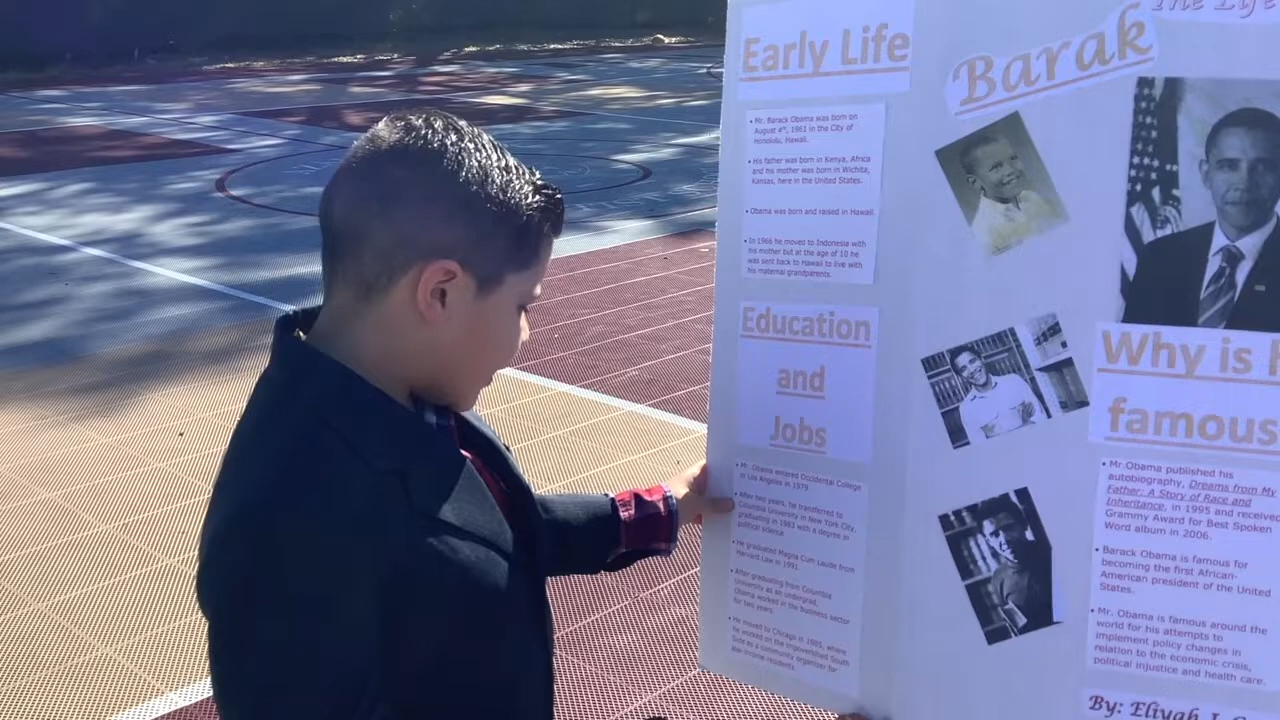 Early Life
• Mr. Barack Obama was born on
August 4th, 1961 in the City of
Honolulu, Hawaii.
• His father was born in Kenya, Africa
and his mother was born in Wichita,
Kansas, here in the United States.
• Obama was born and raised in Hawaii.
• In 1966 he moved to Indonesia with
his mother but at the age of 10 he
was sent back to Hawaii to live with
his maternal grandparents.
Education
and
Jobs
• Mr. Obama entered Occidental College
in Los Angeles in 1979.
• After two years, he transferred to
Columbia University in New York City,
graduating in 1983 with a degree in
political science.
• He graduated Magna Cum Laude from
Harvard Law in 1991.
• After graduating from Columbia
University as an undergrad,
Obama worked in the business sector
for two years.
• He moved to Chicago in 1985, where
he worked on the impoverished South
Side as a community organizer for
low-income residents.
The Life
Barak
Why is
famous
• Mr.Obama published his
autobiography, Dreams from My
Father: A Story of Race and
Inheritance, in 1995 and received
Grammy Award for Best Spoken
Word album in 2006.
• Barack Obama is famous for
becoming the first African-
American president of the United
States.
• Mr. Obama is famous around the
world for his attempts to
implement policy changes in
relation to the economic crisis,
political injustice and health care.
By: Eliyah